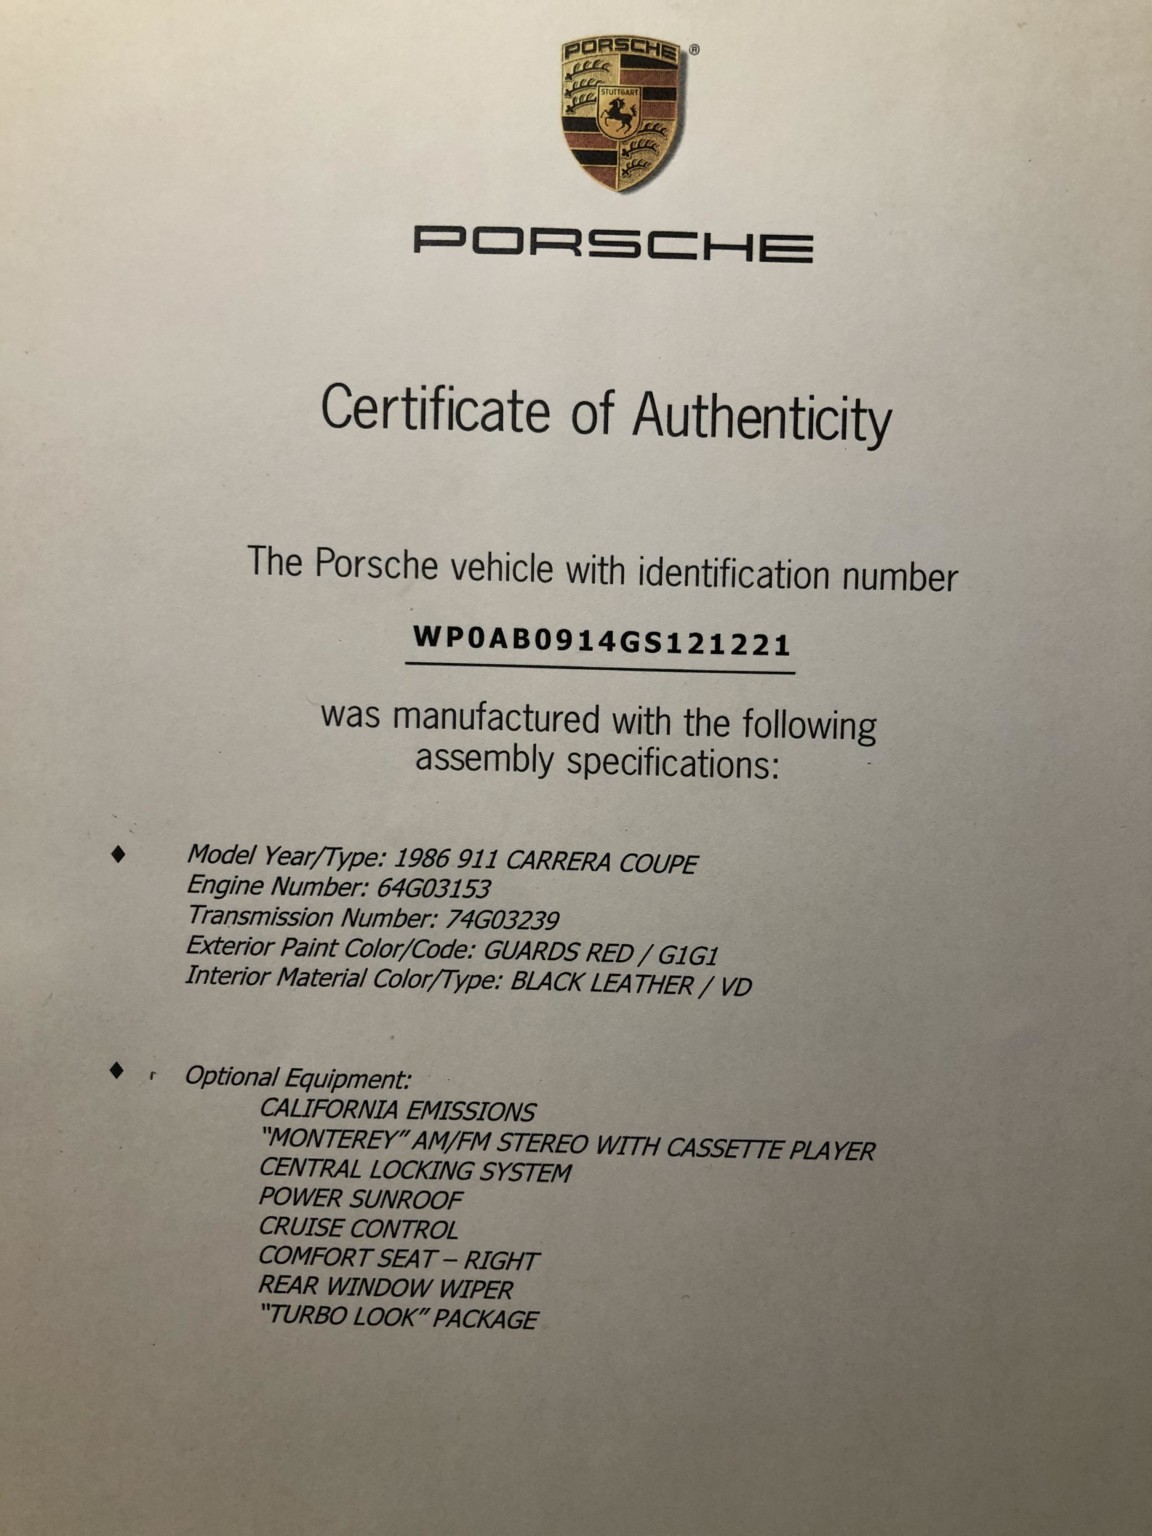 PORSCHE ®
STUTTGART
PORSCHE
Certificate of Authenticity
The Porsche vehicle with identification number
WP0AB0914GS121221
was manufactured with the following
assembly specifications:
♦ Model Year/Type: 1986 911 CARRERA COUPE
Engine Number: 64G03153
Transmission Number: 74G03239
Exterior Paint Color/Code: GUARDS RED / G1G1
Interior Material Color/Type: BLACK LEATHER / VD
♦ Optional Equipment:
CALIFORNIA EMISSIONS
"MONTEREY" AM/FM STEREO WITH CASSETTE PLAYER
CENTRAL LOCKING SYSTEM
POWER SUNROOF
CRUISE CONTROL
COMFORT SEAT – RIGHT
REAR WINDOW WIPER
"TURBO LOOK" PACKAGE